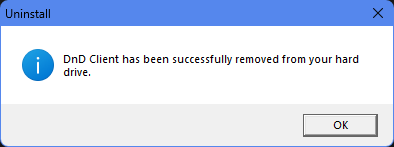 Uninstall
DnD Client has been successfully removed from your hard
drive.
OK